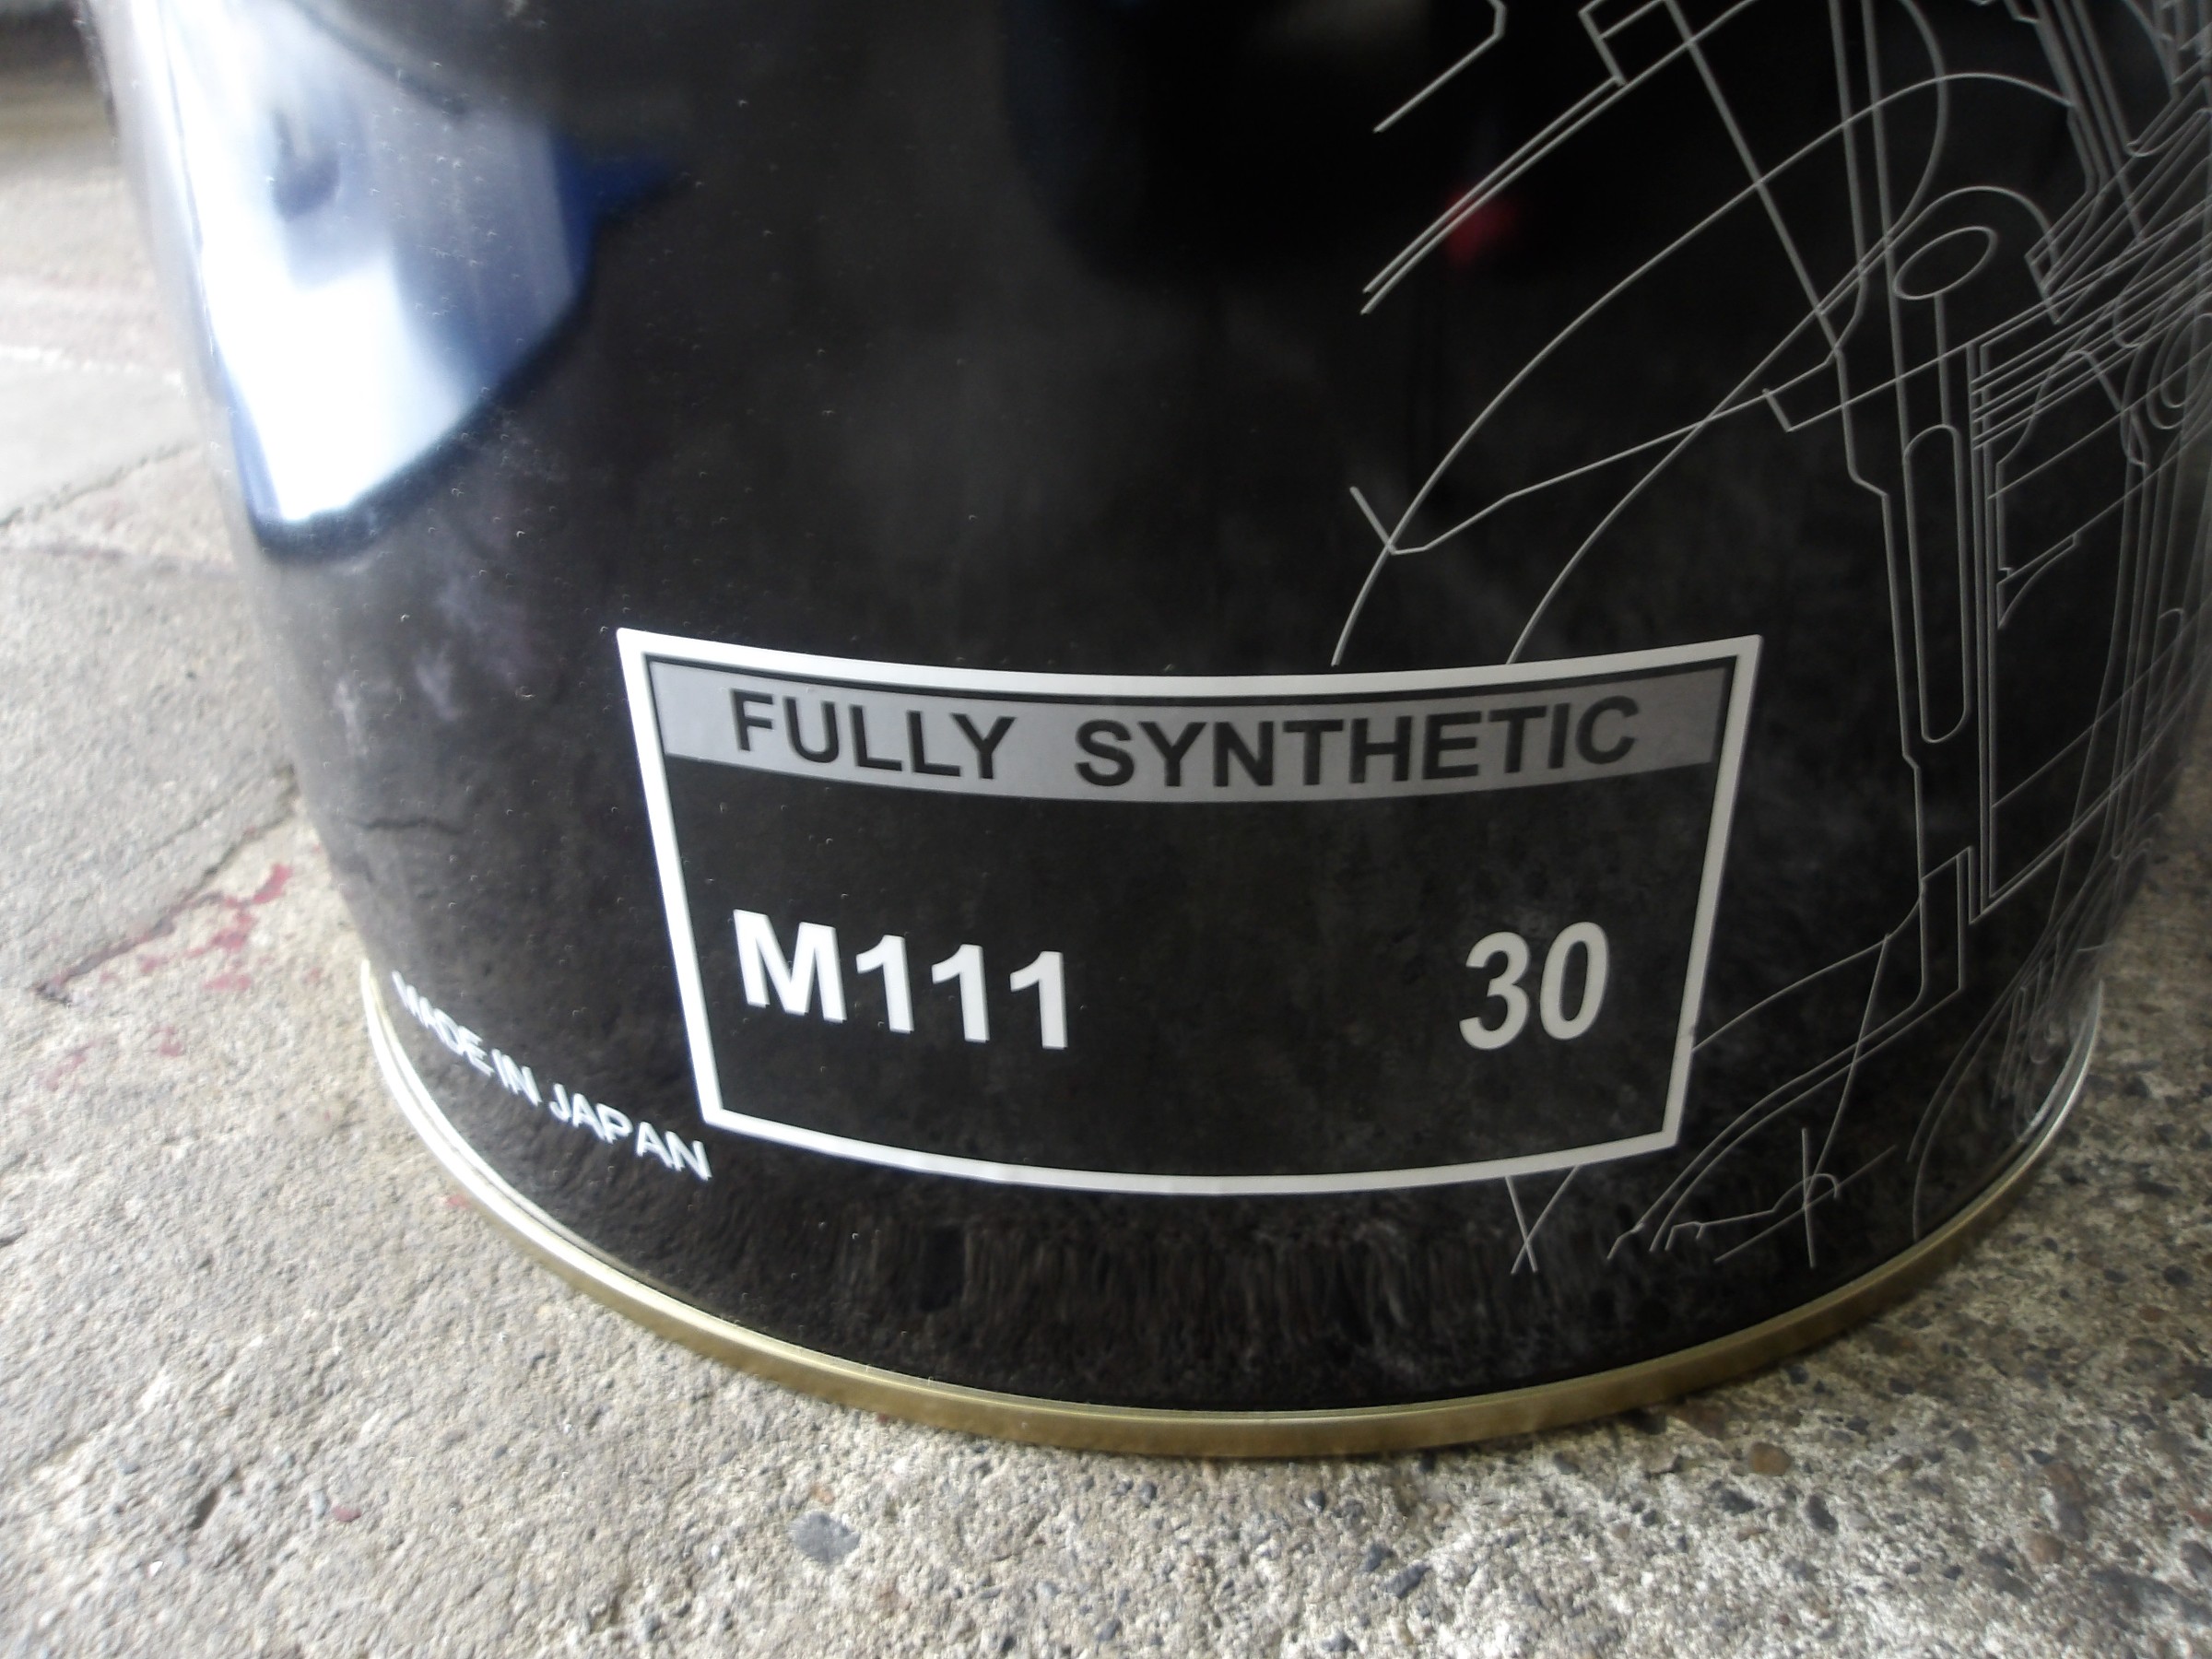 FULLY SYNTHETIC
M111 30
MADE IN JAPAN